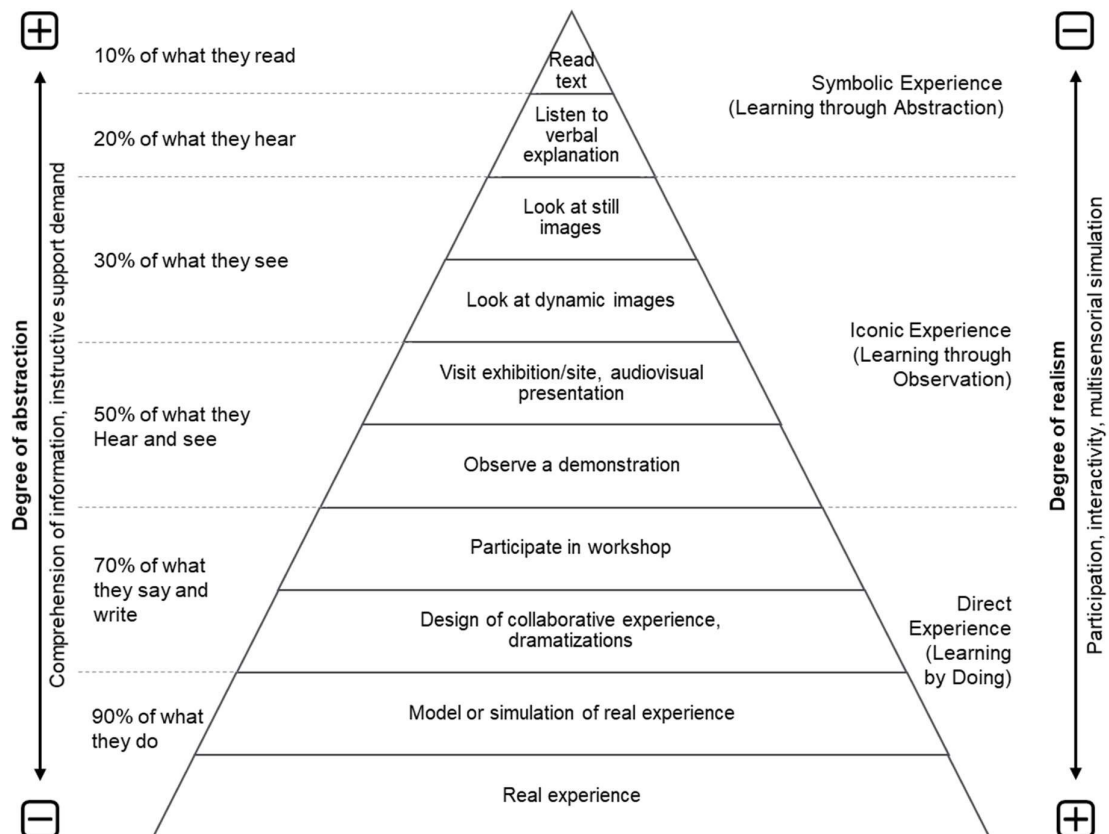 +
−
10% of what they read
20% of what they hear
30% of what they see
50% of what they
Hear and see
70% of what
they say and
write
90% of what
they do
Degree of abstraction
Comprehension of information, instructive support demand
Read
text
Listen to
verbal
explanation
Look at still
images
Look at dynamic images
Visit exhibition/site, audiovisual
presentation
Observe a demonstration
Participate in workshop
Design of collaborative experience,
dramatizations
Model or simulation of real experience
Real experience
Symbolic Experience
(Learning through Abstraction)
Iconic Experience
(Learning through
Observation)
Direct
Experience
(Learning
by Doing)
Degree of realism
Participation, interactivity, multisensorial simulation
−
+